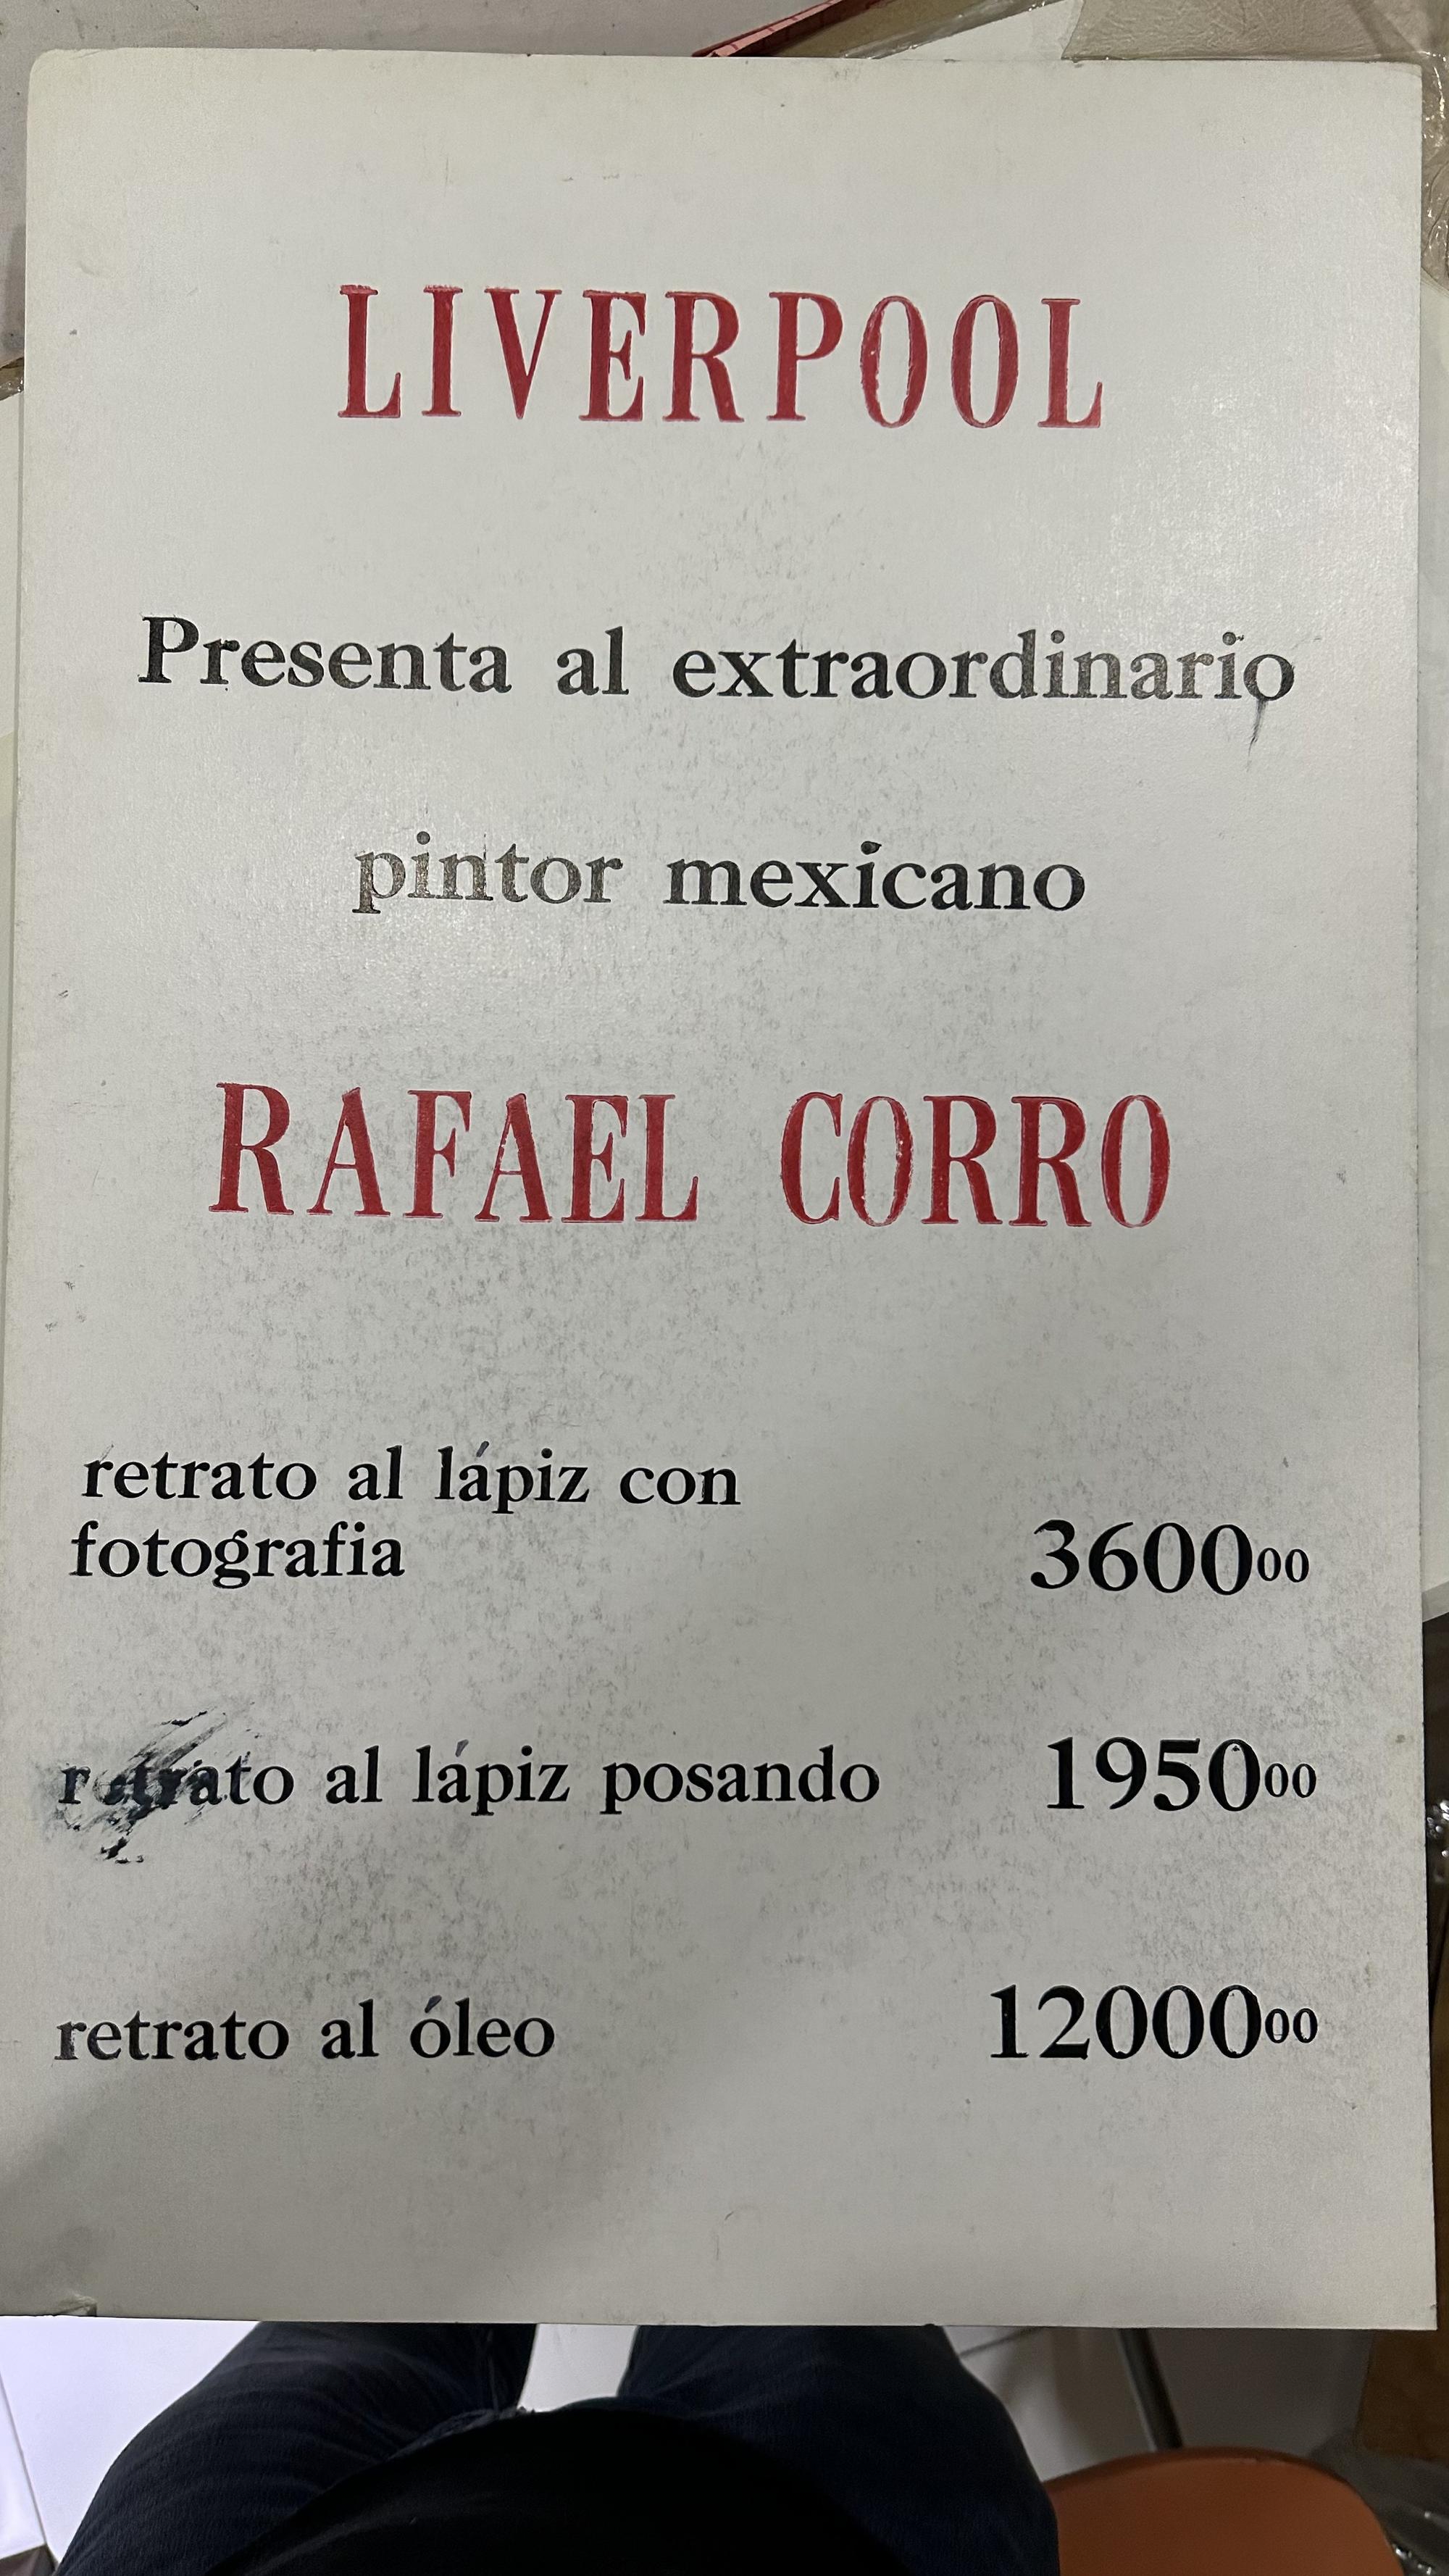 LIVERPOOL
Presenta al extraordinario
pintor mexicano
RAFAEL CORRO
retrato al lápiz con
fotografia 360000
retrato al lápiz posando 195000
retrato al óleo 1200000